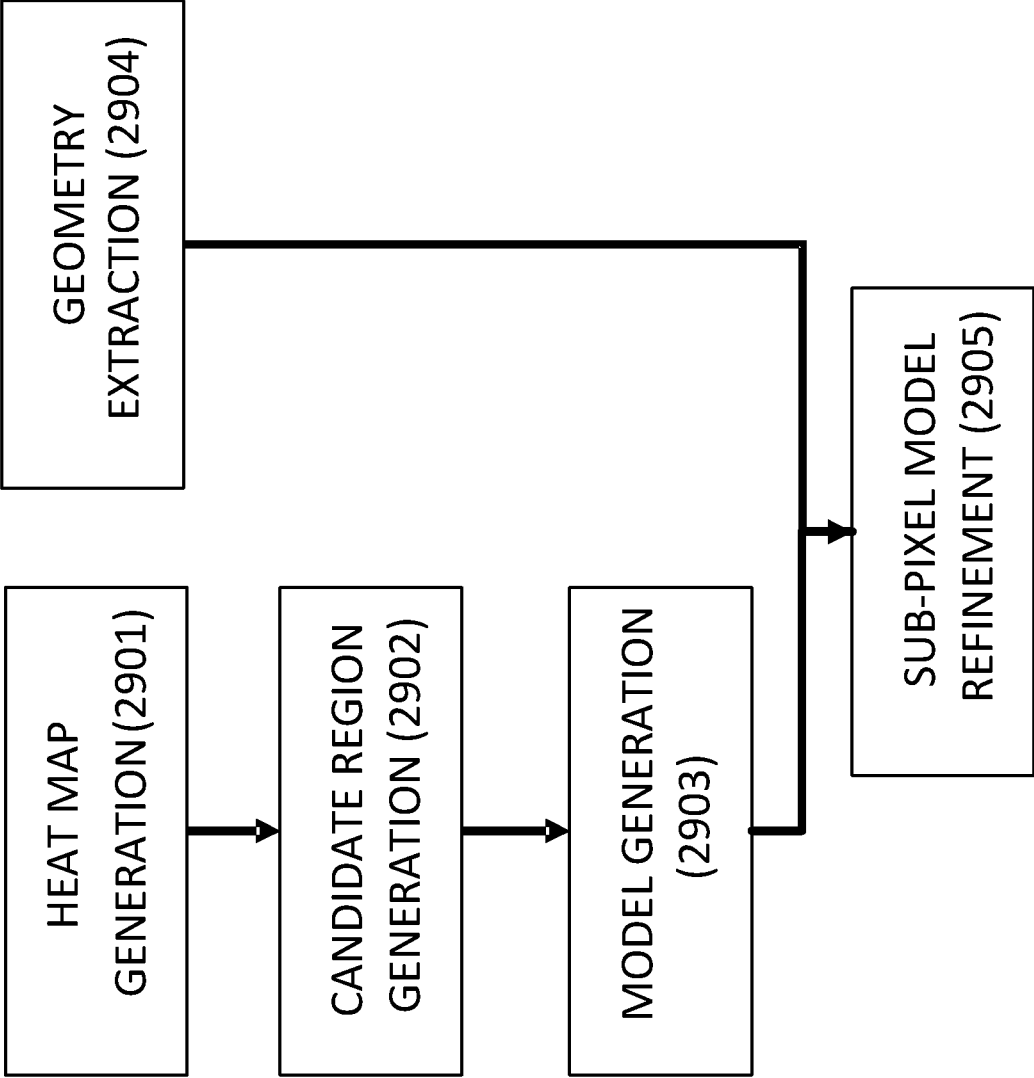 HEAT MAP
GENERATION (2901)
CANDIDATE REGION
GENERATION (2902)
MODEL GENERATION
(2903)
GEOMETRY
EXTRACTION (2904)
SUB-PIXEL MODEL
REFINEMENT (2905)